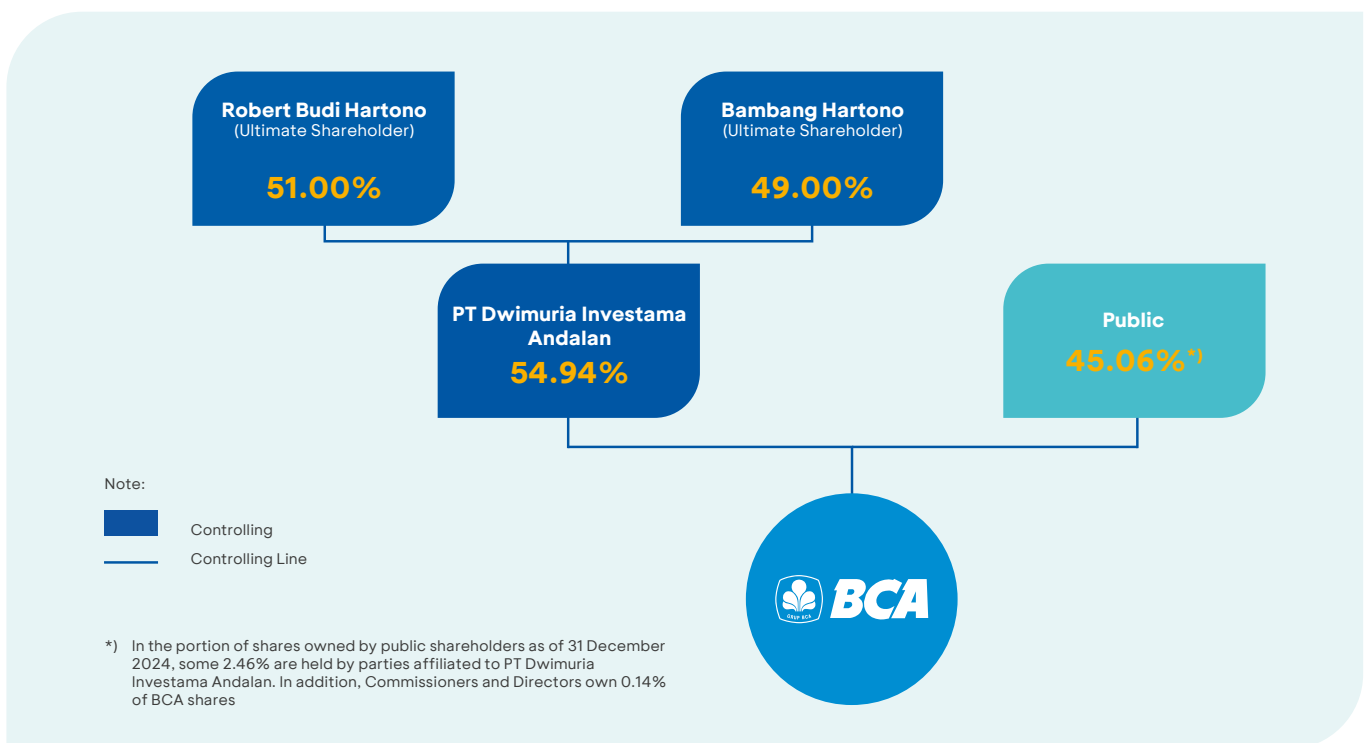 Robert Budi Hartono
(Ultimate Shareholder)
51.00%
Bambang Hartono
(Ultimate Shareholder)
49.00%
PT Dwimuria Investama
Andalan
54.94%
Public
45.06%*)
Note:
Controlling
Controlling Line
GRUP BCA
BCA
*) In the portion of shares owned by public shareholders as of 31 December
2024, some 2.46% are held by parties affiliated to PT Dwimuria
Investama Andalan. In addition, Commissioners and Directors own 0.14%
of BCA shares